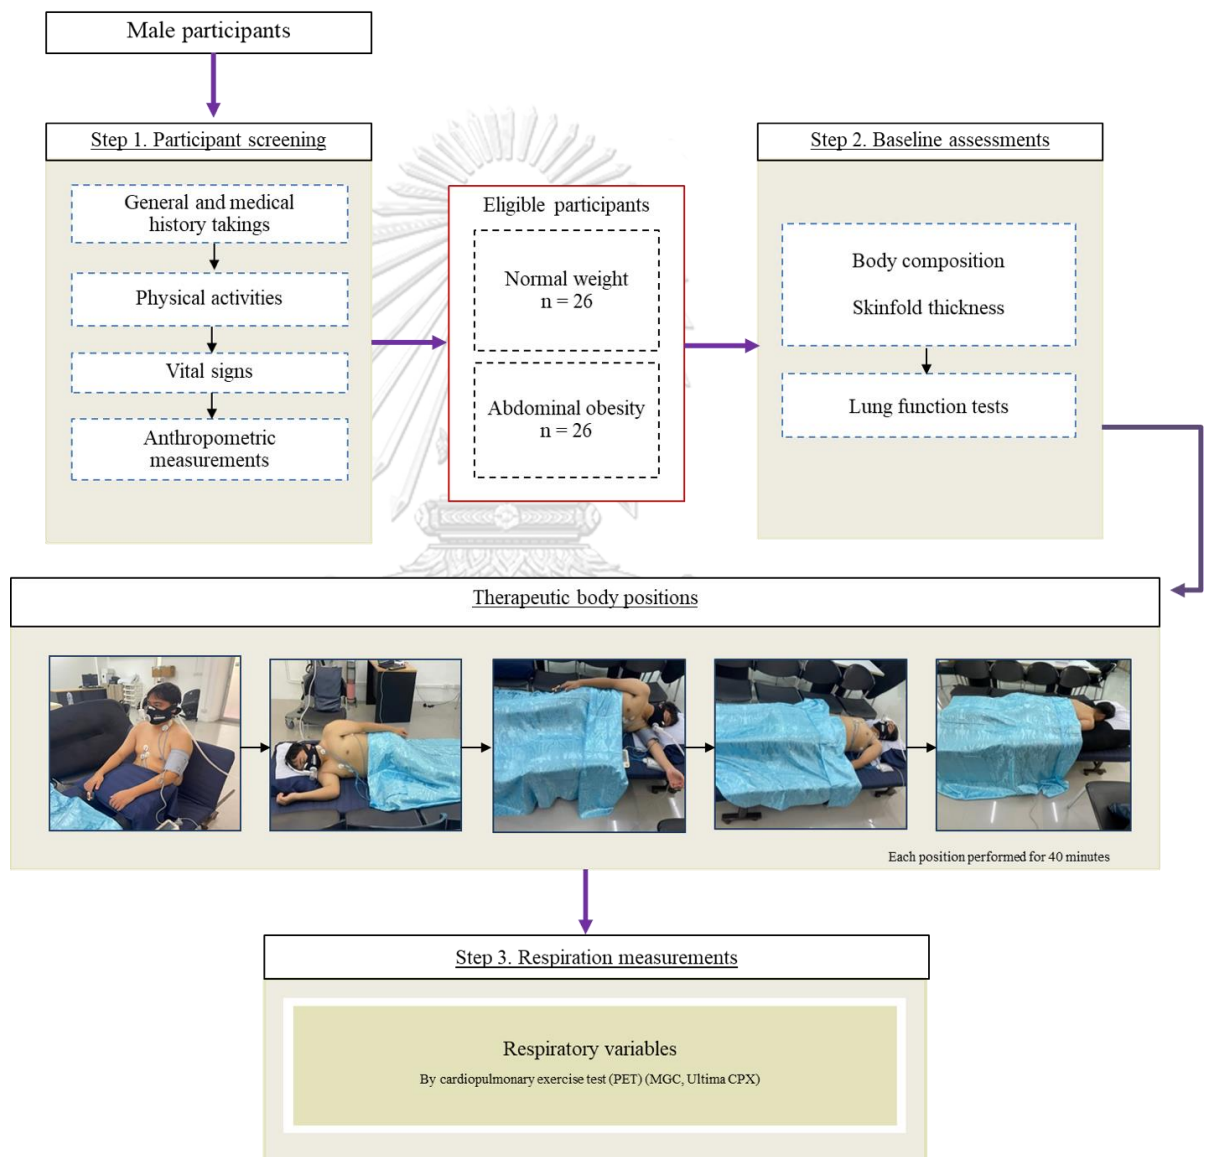 Male participants
Step 1. Participant screening
General and medical
history takings
Physical activities
Vital signs
Anthropometric
measurements
Eligible participants
Normal weight
n = 26
Abdominal obesity
n = 26
Step 2. Baseline assessments
Body composition
Skinfold thickness
Lung function tests
Therapeutic body positions
Each position performed for 40 minutes
Step 3. Respiration measurements
Respiratory variables
By cardiopulmonary exercise test (PET) (MGC, Ultima CPX)